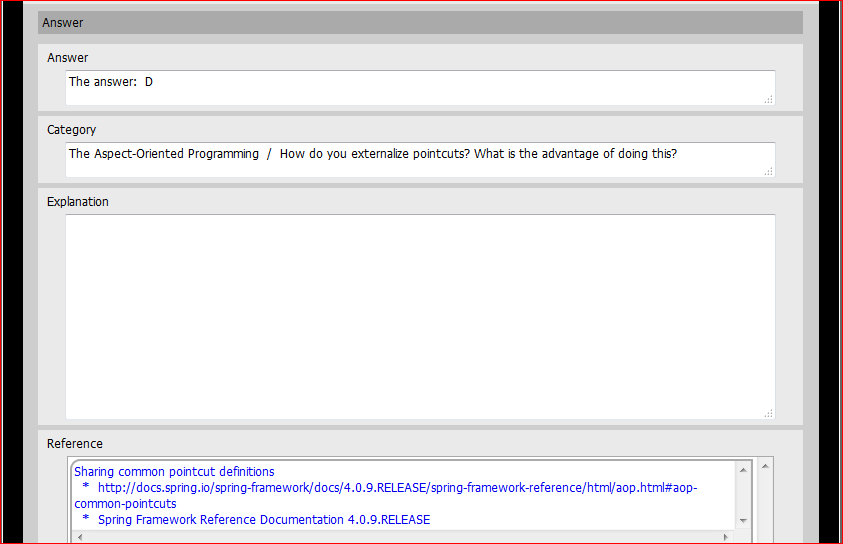 Answer
Answer
The answer:  D
Category
The Aspect-Oriented Programming  /  How do you externalize pointcuts? What is the advantage of doing this?
Explanation
Reference
Sharing common pointcut definitions
*  http://docs.spring.io/spring-framework/docs/4.0.9.RELEASE/spring-framework-reference/html/aop.html#aop-
common-pointcuts
*  Spring Framework Reference Documentation 4.0.9.RELEASE